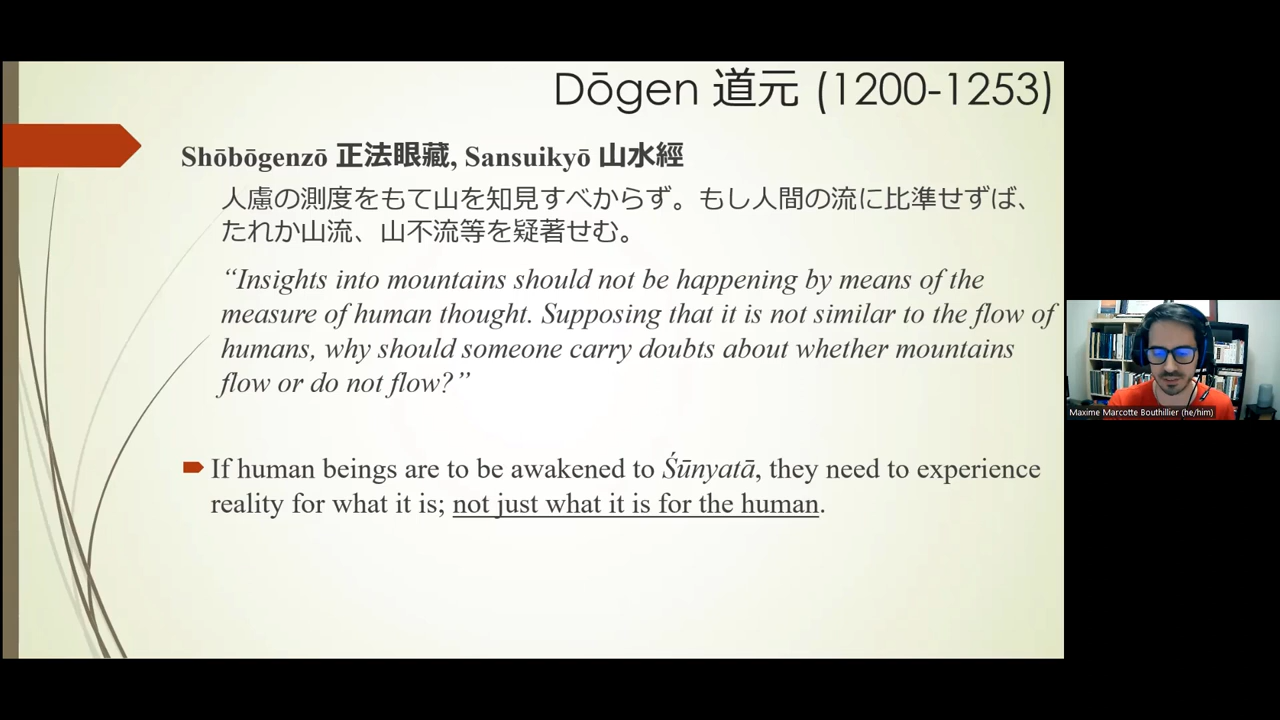 Dōgen 道元 (1200-1253)
Shōbōgenzō 正法眼藏, Sansuikyō 山水經
人慮の測度をもて山を知見すべからず。もし人間の流に比準せずば、
たれか山流、山不流等を疑著せむ。
“Insights into mountains should not be happening by means of the
measure of human thought. Supposing that it is not similar to the flow of
humans, why should someone carry doubts about whether mountains
flow or do not flow?”
If human beings are to be awakened to Śūnyatā, they need to experience
reality for what it is; not just what it is for the human.
Maxime Marcotte Bouthillier (he/him)